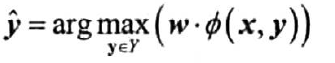 ŷ = arg max_{y∈Y} (w · ϕ(x, y))